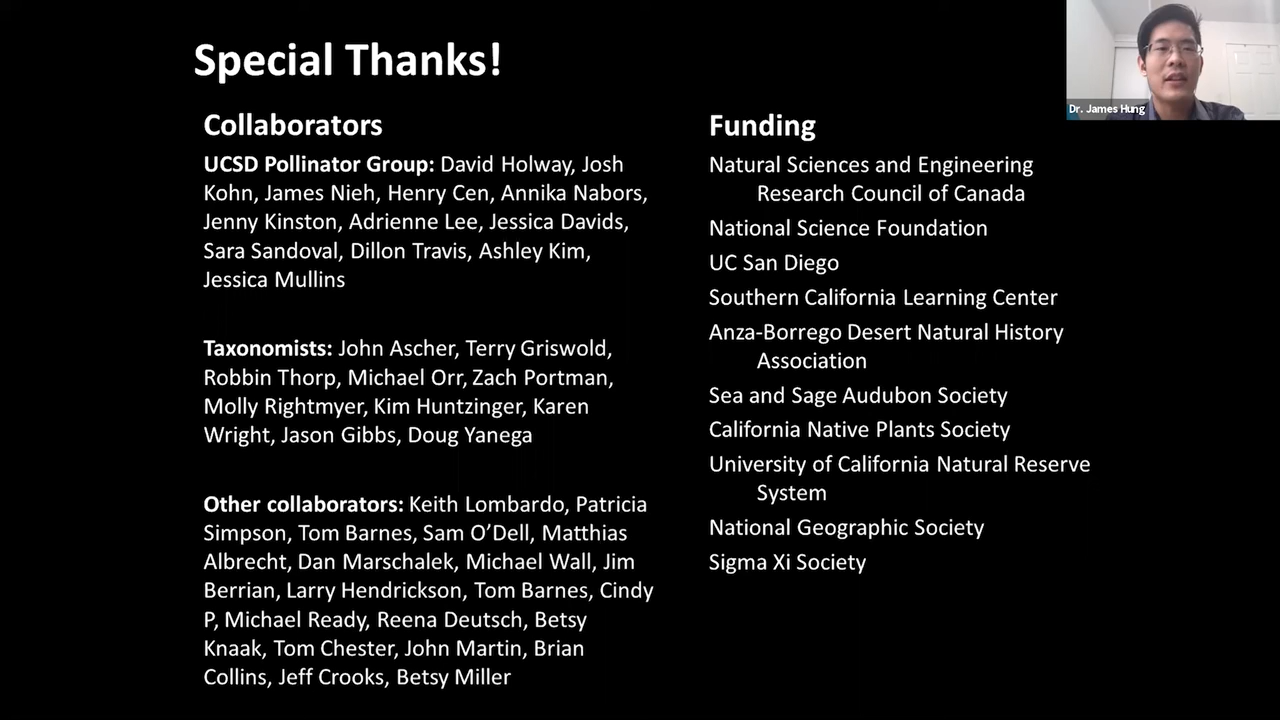 Special Thanks!
Collaborators
UCSD Pollinator Group: David Holway, Josh
Kohn, James Nieh, Henry Cen, Annika Nabors,
Jenny Kinston, Adrienne Lee, Jessica Davids,
Sara Sandoval, Dillon Travis, Ashley Kim,
Jessica Mullins
Taxonomists: John Ascher, Terry Griswold,
Robbin Thorp, Michael Orr, Zach Portman,
Molly Rightmyer, Kim Huntzinger, Karen
Wright, Jason Gibbs, Doug Yanega
Other collaborators: Keith Lombardo, Patricia
Simpson, Tom Barnes, Sam O’Dell, Matthias
Albrecht, Dan Marschalek, Michael Wall, Jim
Berrian, Larry Hendrickson, Tom Barnes, Cindy
P, Michael Ready, Reena Deutsch, Betsy
Knaak, Tom Chester, John Martin, Brian
Collins, Jeff Crooks, Betsy Miller
Funding
Natural Sciences and Engineering
Research Council of Canada
National Science Foundation
UC San Diego
Southern California Learning Center
Anza-Borrego Desert Natural History
Association
Sea and Sage Audubon Society
California Native Plants Society
University of California Natural Reserve
System
National Geographic Society
Sigma Xi Society
Dr. James Hung